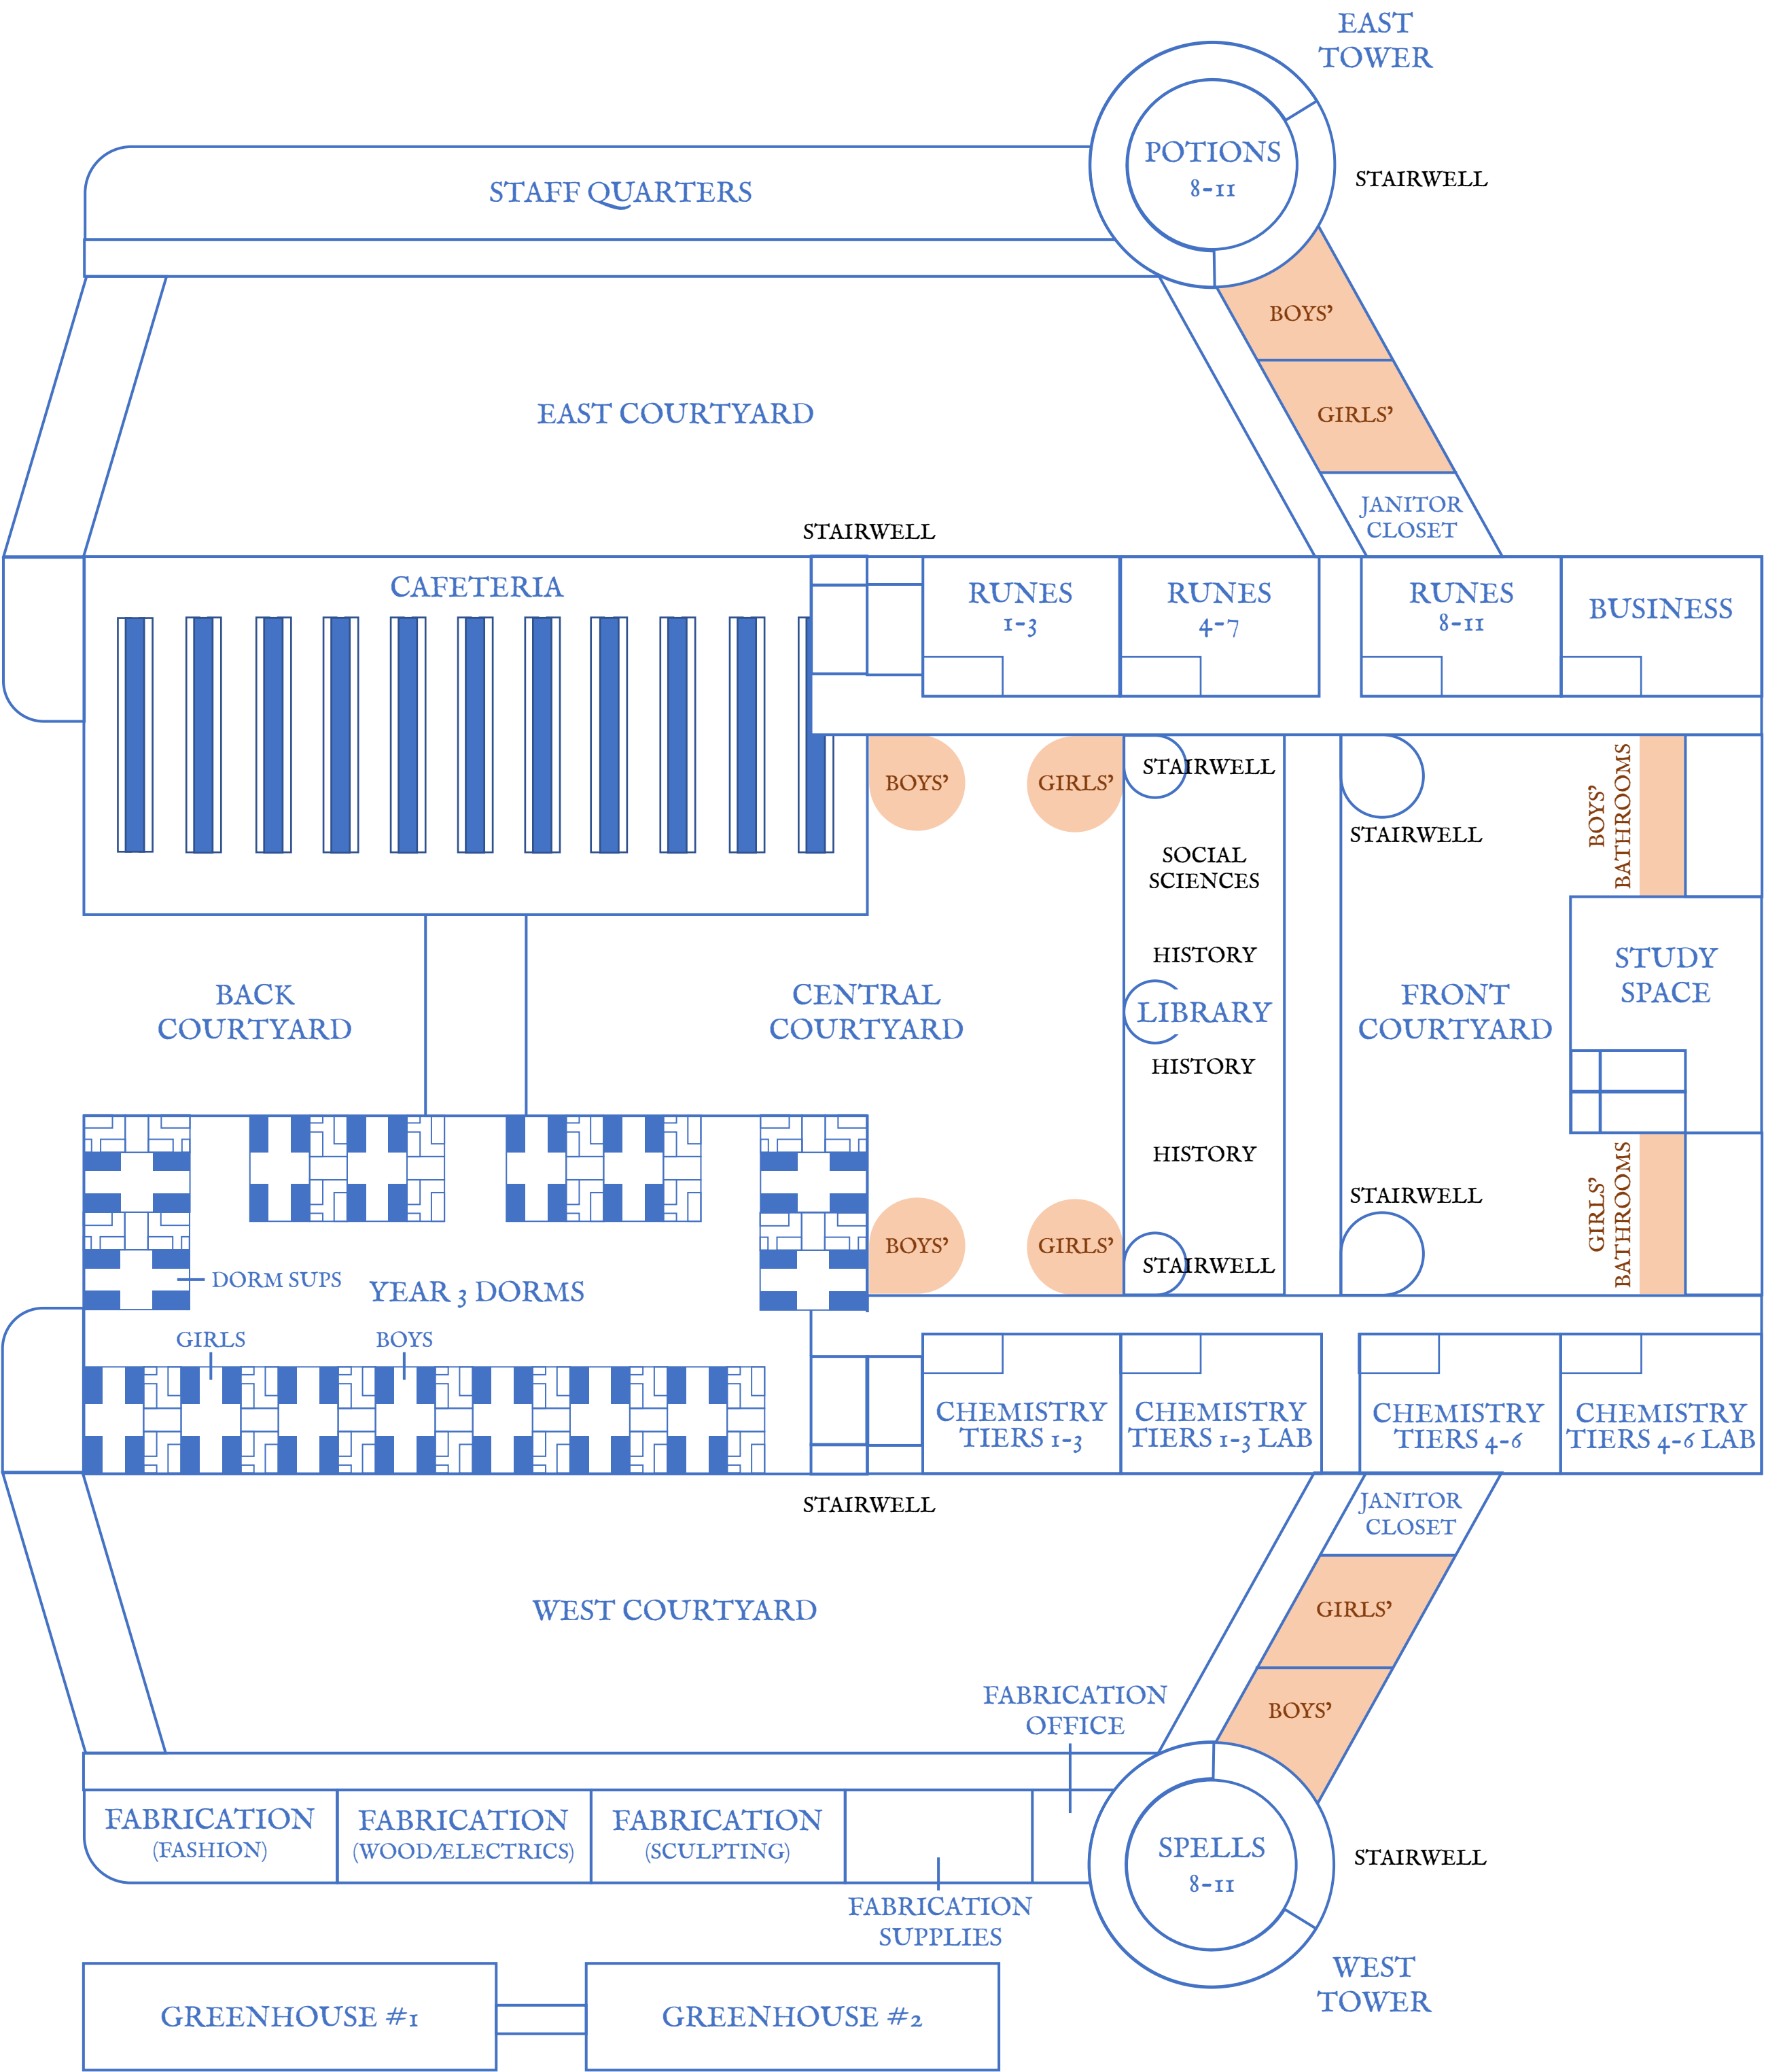 EAST
TOWER
POTIONS
8-11
STAIRWELL
STAFF QUARTERS
BOYS'
EAST COURTYARD
GIRLS'
JANITOR
CLOSET
STAIRWELL
CAFETERIA
RUNES
1-3
RUNES
4-7
RUNES
8-11
BUSINESS
BOYS'
GIRLS'
STAIRWELL
STAIRWELL
BOYS'
BATHROOMS
SOCIAL
SCIENCES
HISTORY
STUDY
SPACE
BACK
COURTYARD
CENTRAL
COURTYARD
LIBRARY
FRONT
COURTYARD
HISTORY
HISTORY
STAIRWELL
GIRLS'
BATHROOMS
BOYS'
GIRLS'
STAIRWELL
DORM SUPS
YEAR 3 DORMS
GIRLS
BOYS
CHEMISTRY
TIERS 1-3
CHEMISTRY
TIERS 1-3 LAB
CHEMISTRY
TIERS 4-6
CHEMISTRY
TIERS 4-6 LAB
STAIRWELL
JANITOR
CLOSET
WEST COURTYARD
GIRLS'
FABRICATION
OFFICE
BOYS'
FABRICATION
(FASHION)
FABRICATION
(WOOD/ELECTRICS)
FABRICATION
(SCULPTING)
SPELLS
8-11
STAIRWELL
FABRICATION
SUPPLIES
WEST
TOWER
GREENHOUSE #1
GREENHOUSE #2